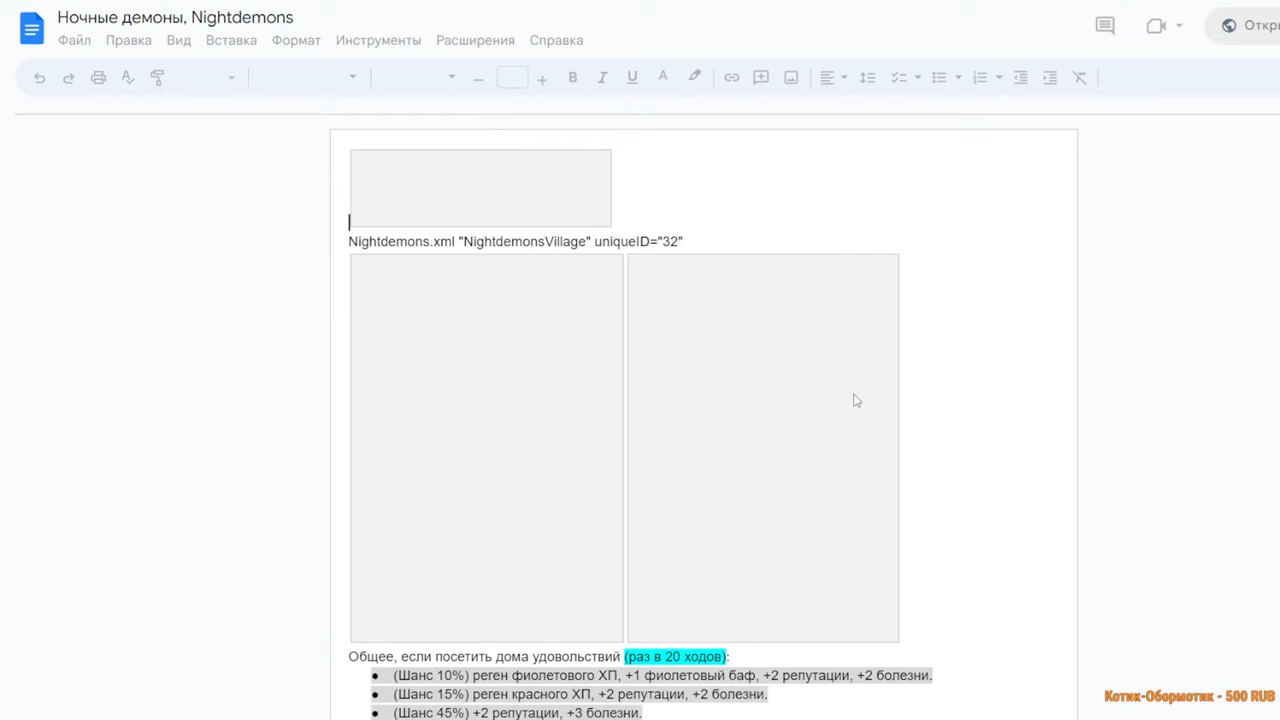 Ночные демоны, Nightdemons
Файл Правка Вид Вставка Формат Инструменты Расширения Справка
Nightdemons.xml "NightdemonsVillage" uniqueID="32"
Общее, если посетить дома удовольствий (раз в 20 ходов):
● (Шанс 10%) реген фиолетового ХП, +1 фиолетовый баф, +2 репутации, +2 болезни.
● (Шанс 15%) реген красного ХП, +2 репутации, +2 болезни.
● (Шанс 45%) +2 репутации, +3 болезни.
Котик-Обормотик - 500 RUB